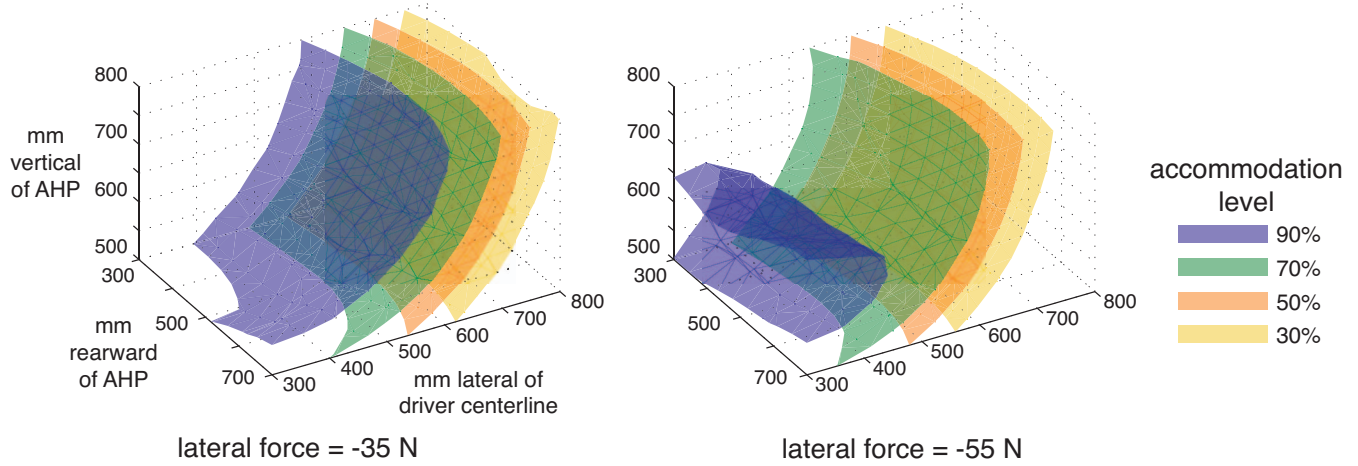 800
700
600
500
mm
vertical
of AHP
300
500
700
mm
rearward
of AHP
300
400
500
600
700
800
mm lateral of
driver centerline
lateral force = -35 N
800
700
600
500
300
500
700
300
400
500
600
700
800
lateral force = -55 N
accommodation
level
90%
70%
50%
30%